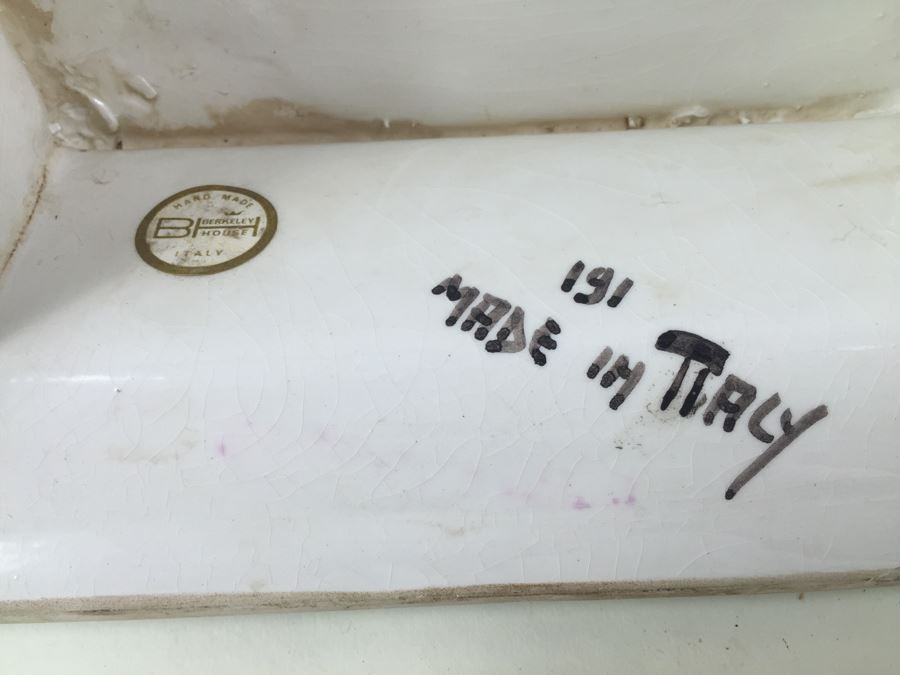 HAND MADE
BH
BERKELEY
HOUSE
ITALY
191
MADE IN ITALY